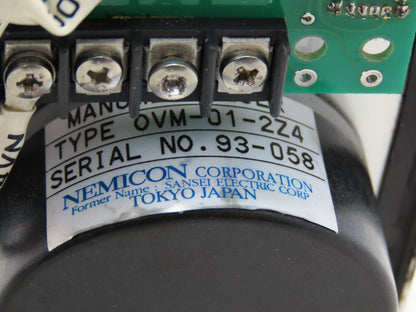 TYPE OVM-01-2Z4
SERIAL NO. 93-058
NEMICON CORPORATION
Former Name: SANSEI ELECTRIC CORP
TOKYO JAPAN